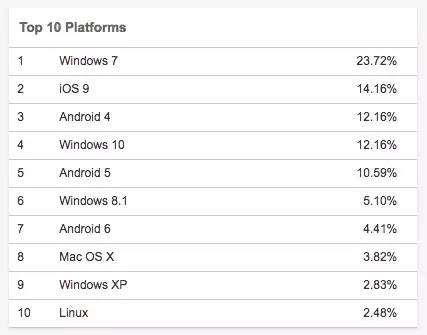 Top 10 Platforms
1 Windows 7 23.72%
2 iOS 9 14.16%
3 Android 4 12.16%
4 Windows 10 12.16%
5 Android 5 10.59%
6 Windows 8.1 5.10%
7 Android 6 4.41%
8 Mac OS X 3.82%
9 Windows XP 2.83%
10 Linux 2.48%